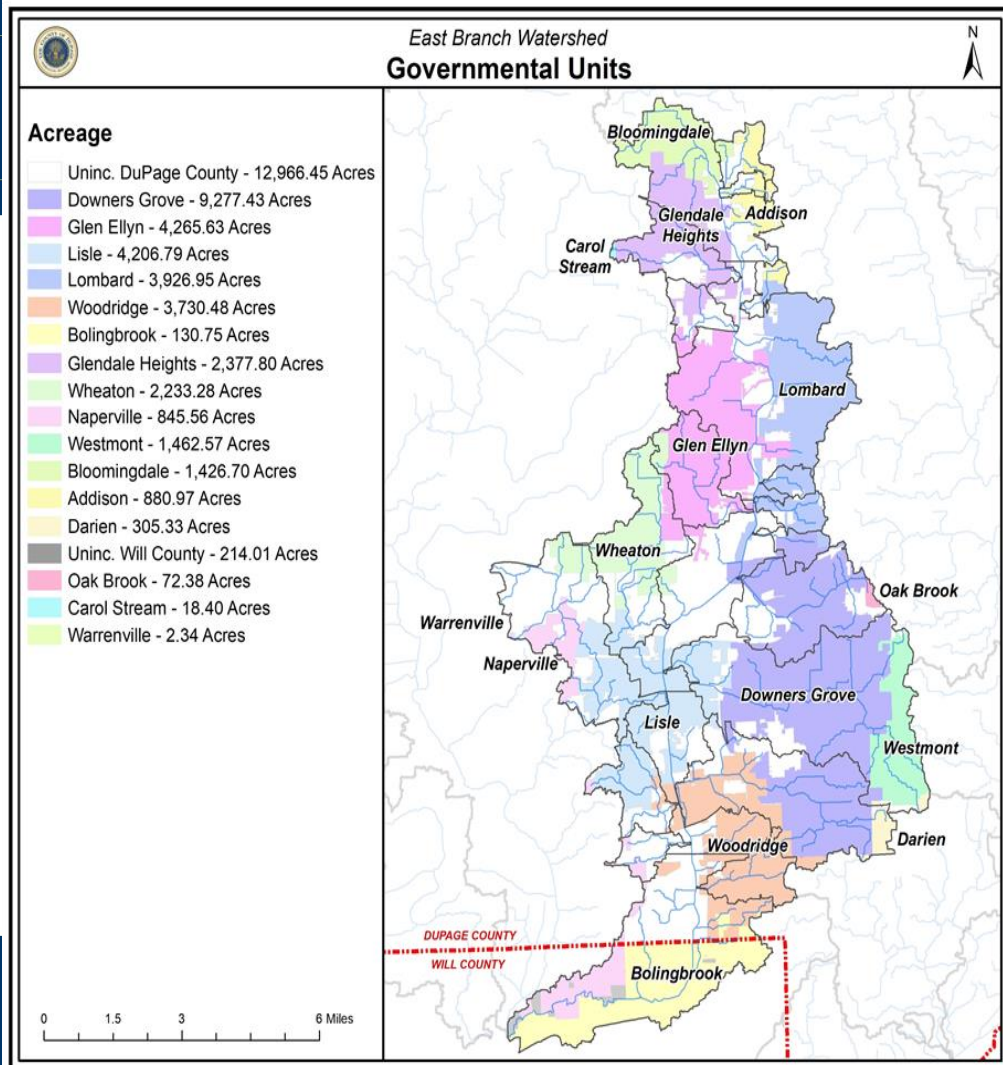 East Branch Watershed
Governmental Units
N
Acreage
Uninc. DuPage County - 12,966.45 Acres
Downers Grove - 9,277.43 Acres
Glen Ellyn - 4,265.63 Acres
Lisle - 4,206.79 Acres
Lombard - 3,926.95 Acres
Woodridge - 3,730.48 Acres
Bolingbrook - 130.75 Acres
Glendale Heights - 2,377.80 Acres
Wheaton - 2,233.28 Acres
Naperville - 845.56 Acres
Westmont - 1,462.57 Acres
Bloomingdale - 1,426.70 Acres
Addison - 880.97 Acres
Darien - 305.33 Acres
Uninc. Will County - 214.01 Acres
Oak Brook - 72.38 Acres
Carol Stream - 18.40 Acres
Warrenville - 2.34 Acres
0 1.5 3 6 Miles
Bloomingdale
Glendale
Heights
Addison
Carol
Stream
Lombard
Glen Ellyn
Wheaton
Oak Brook
Warrenville
Naperville
Downers Grove
Lisle
Westmont
Darien
Woodridge
DUPAGE COUNTY
WILL COUNTY
Bolingbrook